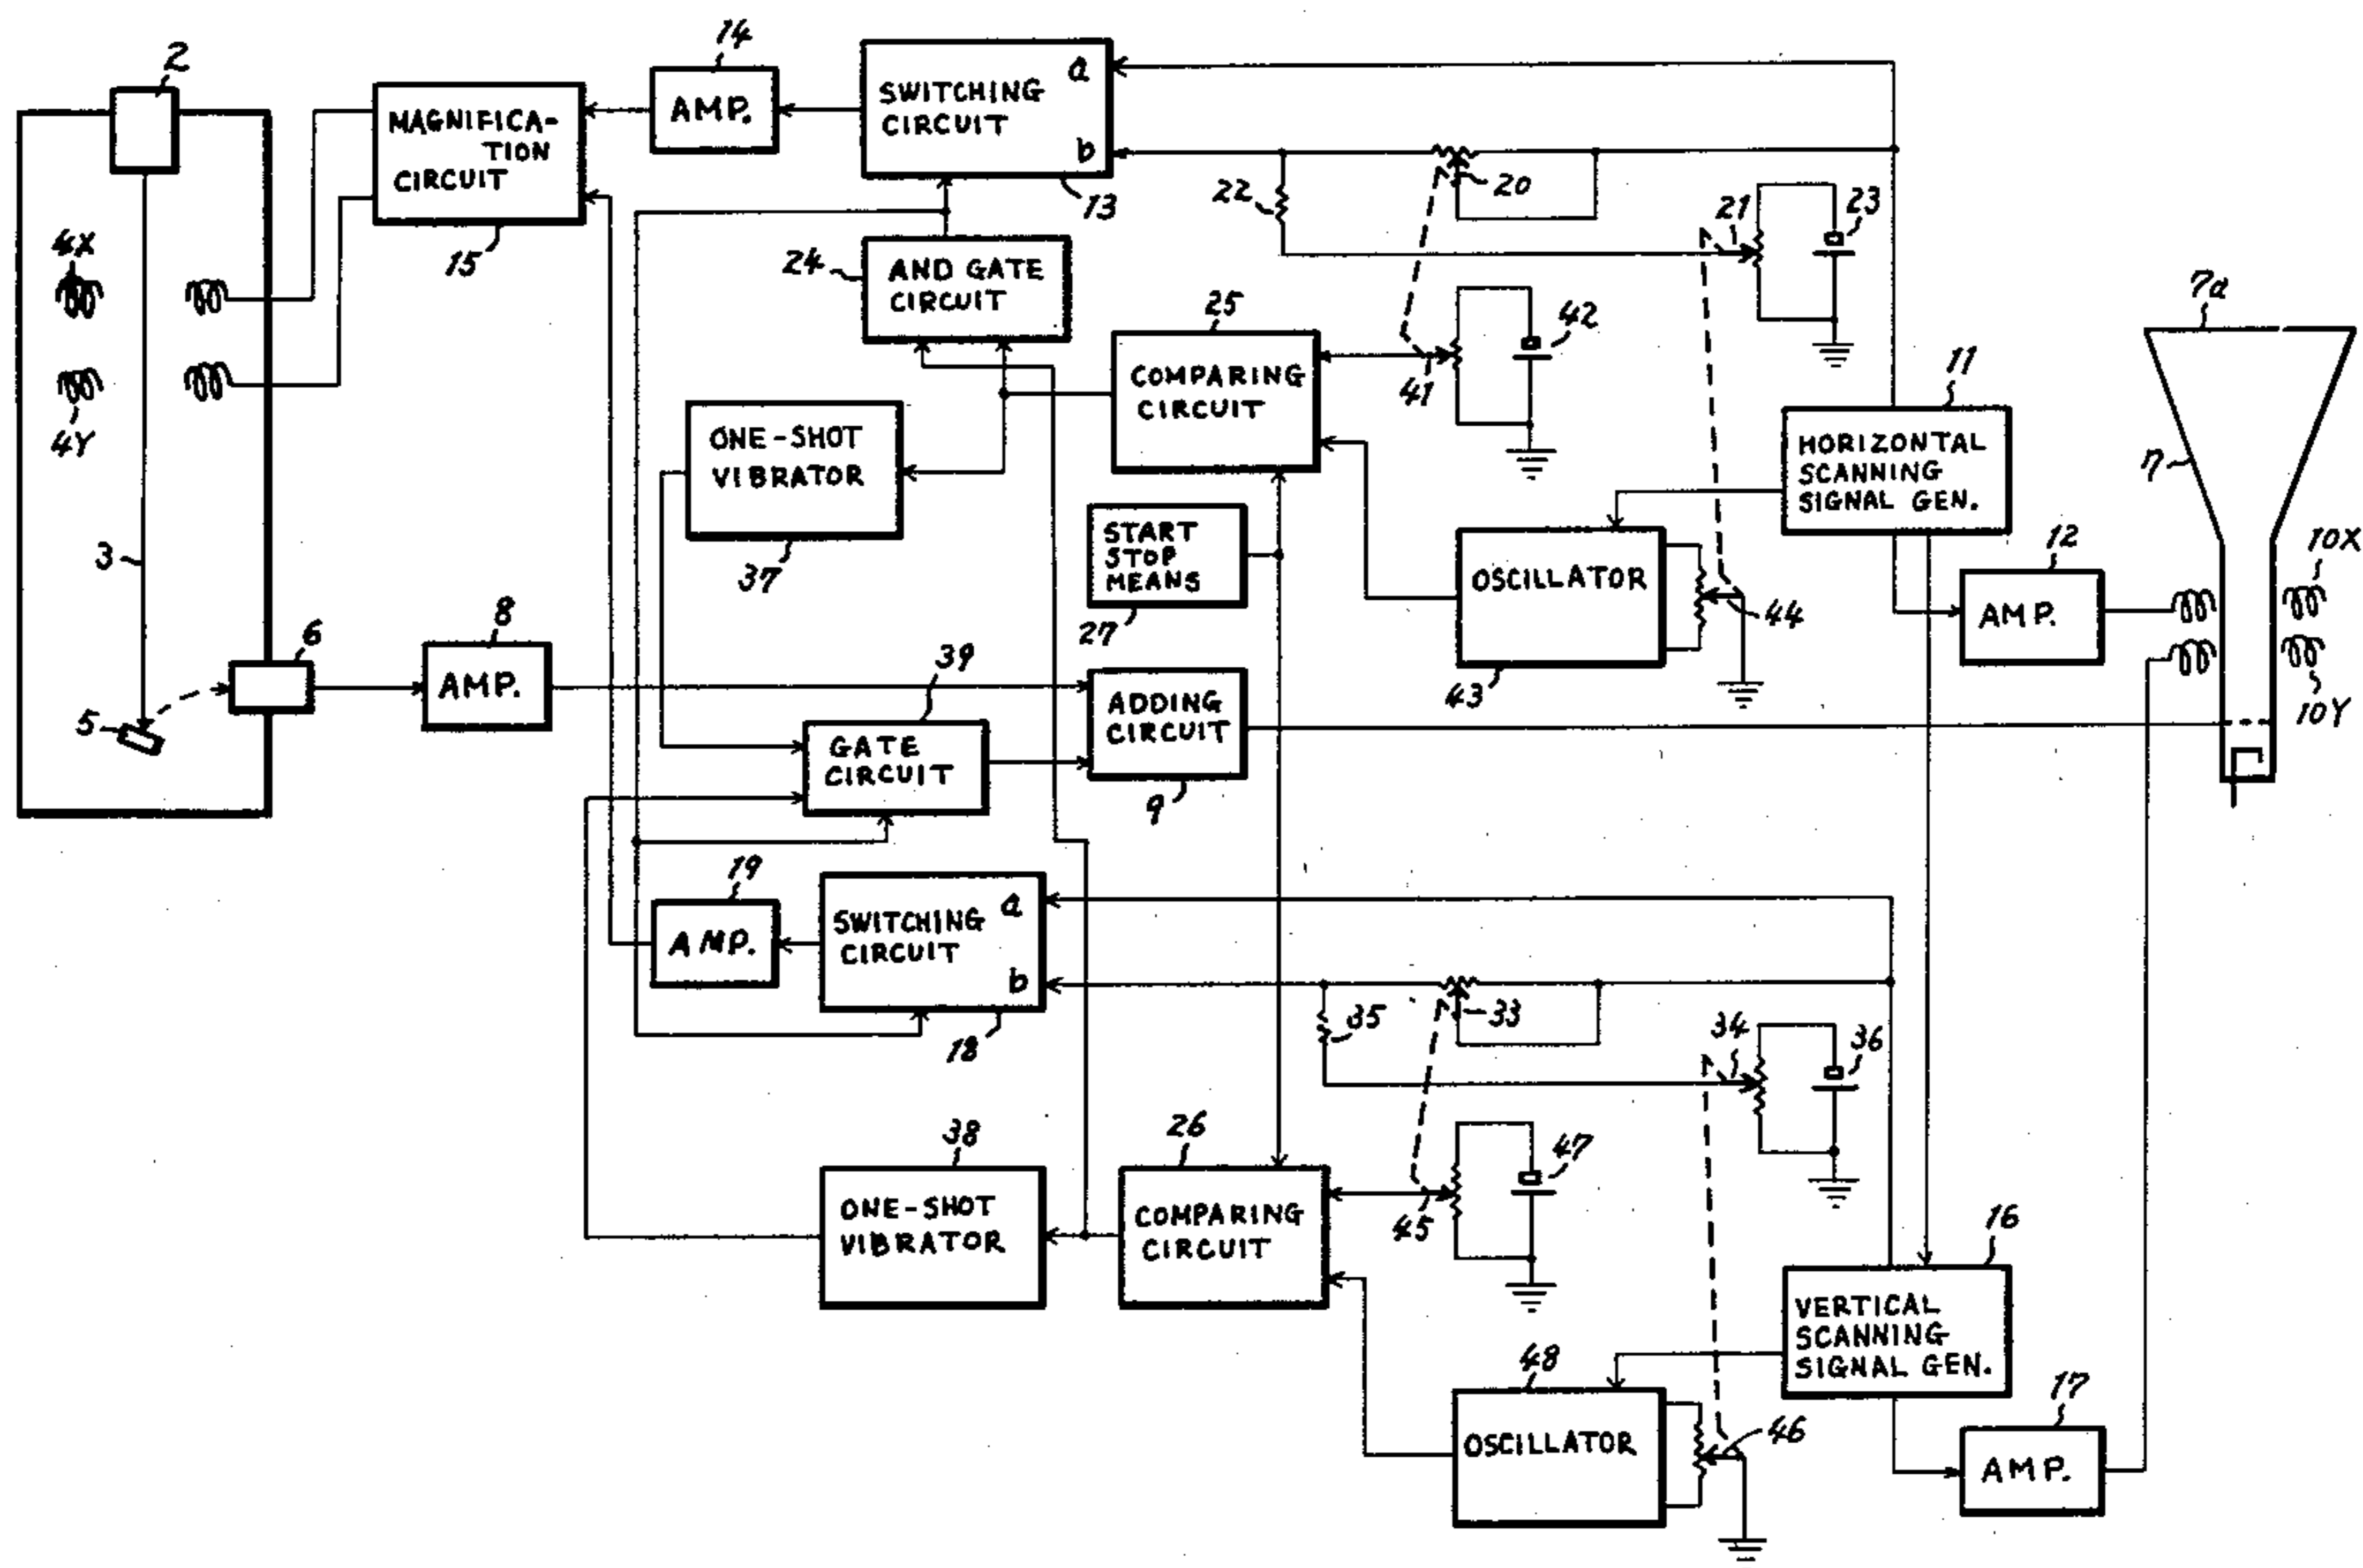 2
14
AMP.
SWITCHING
CIRCUIT
a
b
13
MAGNIFICA-
TION
CIRCUIT
15
4X
4Y
3
5
6
8
AMP.
24
AND GATE
CIRCUIT
22
20
21
23
25
COMPARING
CIRCUIT
41
42
ONE-SHOT
VIBRATOR
37
START
STOP
MEANS
27
OSCILLATOR
43
44
11
HORIZONTAL
SCANNING
SIGNAL GEN.
12
AMP.
7a
7
10X
10Y
39
GATE
CIRCUIT
ADDING
CIRCUIT
9
19
AMP.
SWITCHING
CIRCUIT
a
b
18
35
33
34
36
38
ONE-SHOT
VIBRATOR
26
COMPARING
CIRCUIT
45
47
16
VERTICAL
SCANNING
SIGNAL GEN.
48
OSCILLATOR
46
17
AMP.